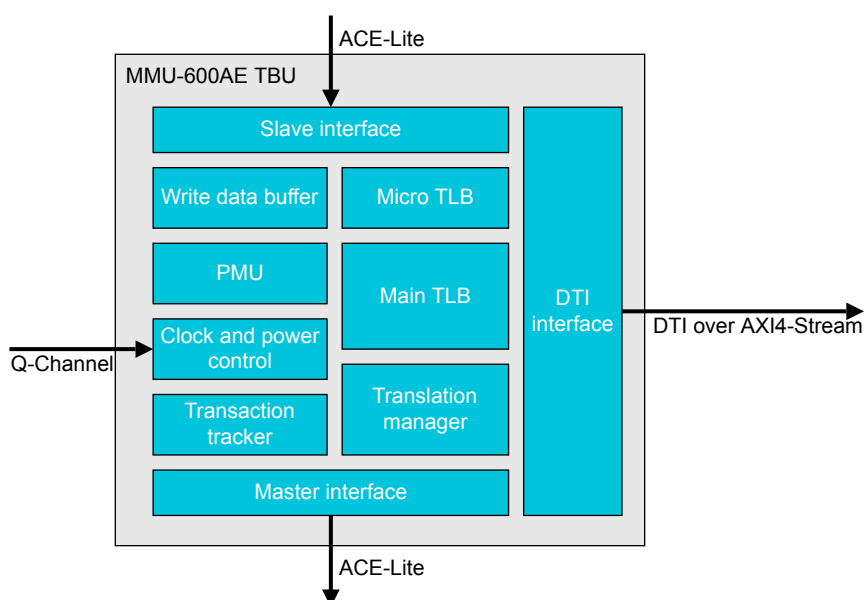 ACE-Lite
MMU-600AE TBU
Slave interface
Write data buffer
Micro TLB
PMU
Main TLB
DTI
interface
DTI over AXI4-Stream
Q-Channel
Clock and power
control
Transaction
tracker
Translation
manager
Master interface
ACE-Lite